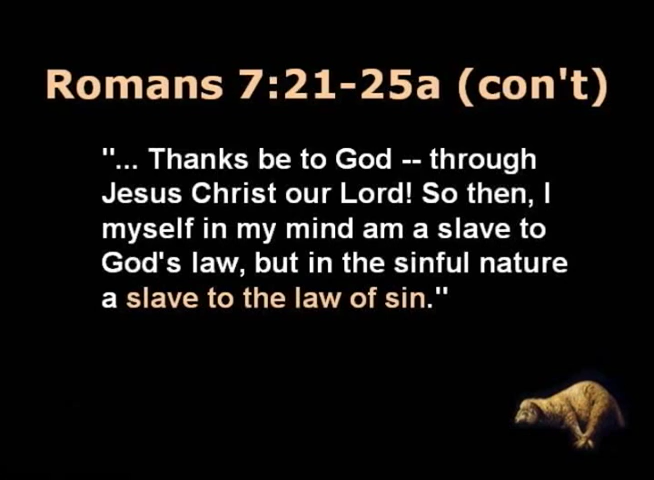 Romans 7:21-25a (con't)
"... Thanks be to God -- through
Jesus Christ our Lord! So then, I
myself in my mind am a slave to
God's law, but in the sinful nature
a slave to the law of sin."